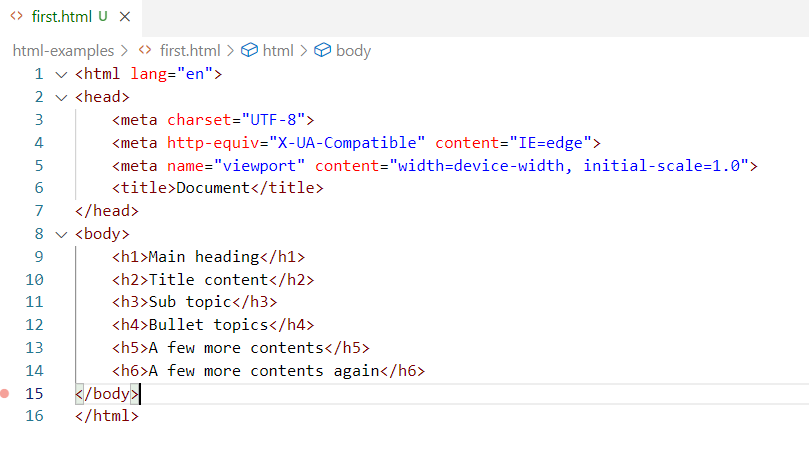 first.html U
html-examples > first.html > html > body
1 <html lang="en">
2 <head>
3     <meta charset="UTF-8">
4     <meta http-equiv="X-UA-Compatible" content="IE=edge">
5     <meta name="viewport" content="width=device-width, initial-scale=1.0">
6     <title>Document</title>
7 </head>
8 <body>
9     <h1>Main heading</h1>
10     <h2>Title content</h2>
11     <h3>Sub topic</h3>
12     <h4>Bullet topics</h4>
13     <h5>A few more contents</h5>
14     <h6>A few more contents again</h6>
15 </body>
16 </html>